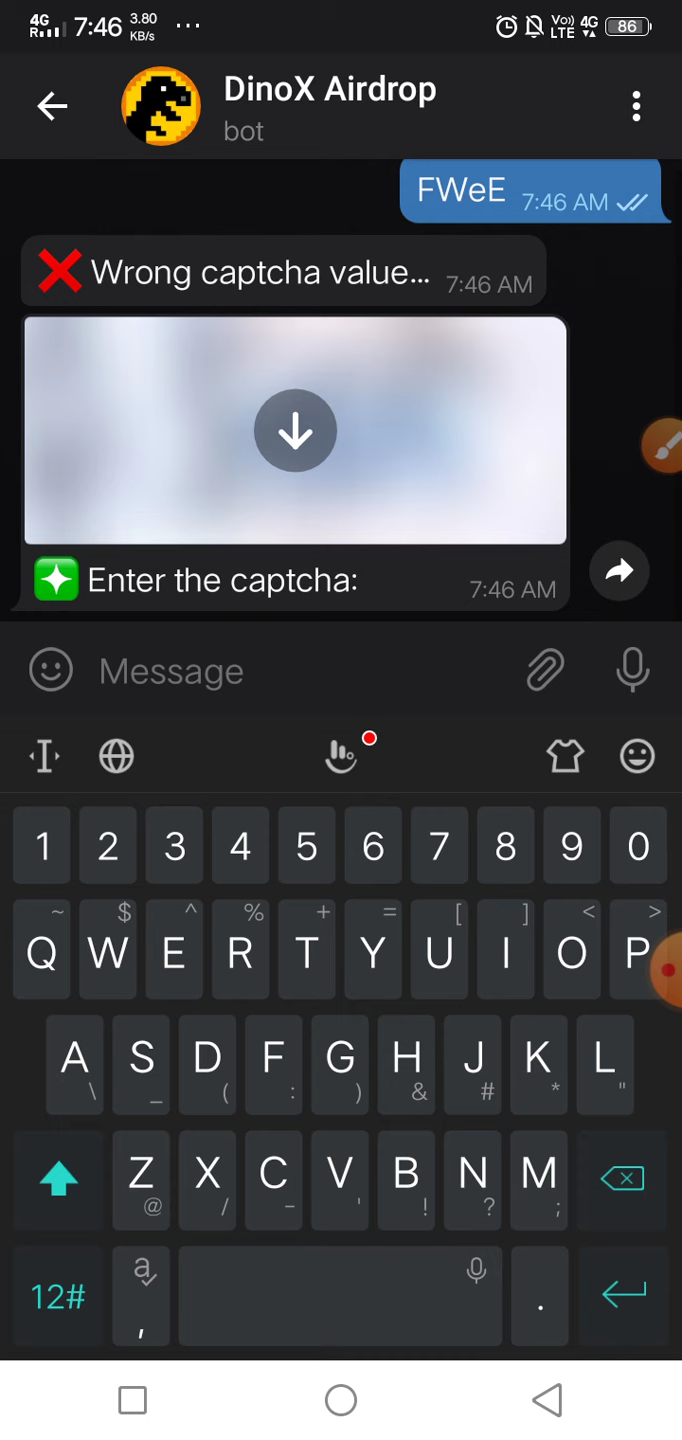 4G
R
7:46
3.80
KB/s
...
Vo))
LTE
4G
86
DinoX Airdrop
bot
FWeE 7:46 AM
Wrong captcha value... 7:46 AM
Enter the captcha: 7:46 AM
Message
1 2 3 4 5 6 7 8 9 0
~ $ ^ % + = [ ] < >
Q W E R T Y U I O P
A S D F G H J K L
\ _ ( : ) & # * "
Z X C V B N M
@ / - ' ! ? ;
12# a , .